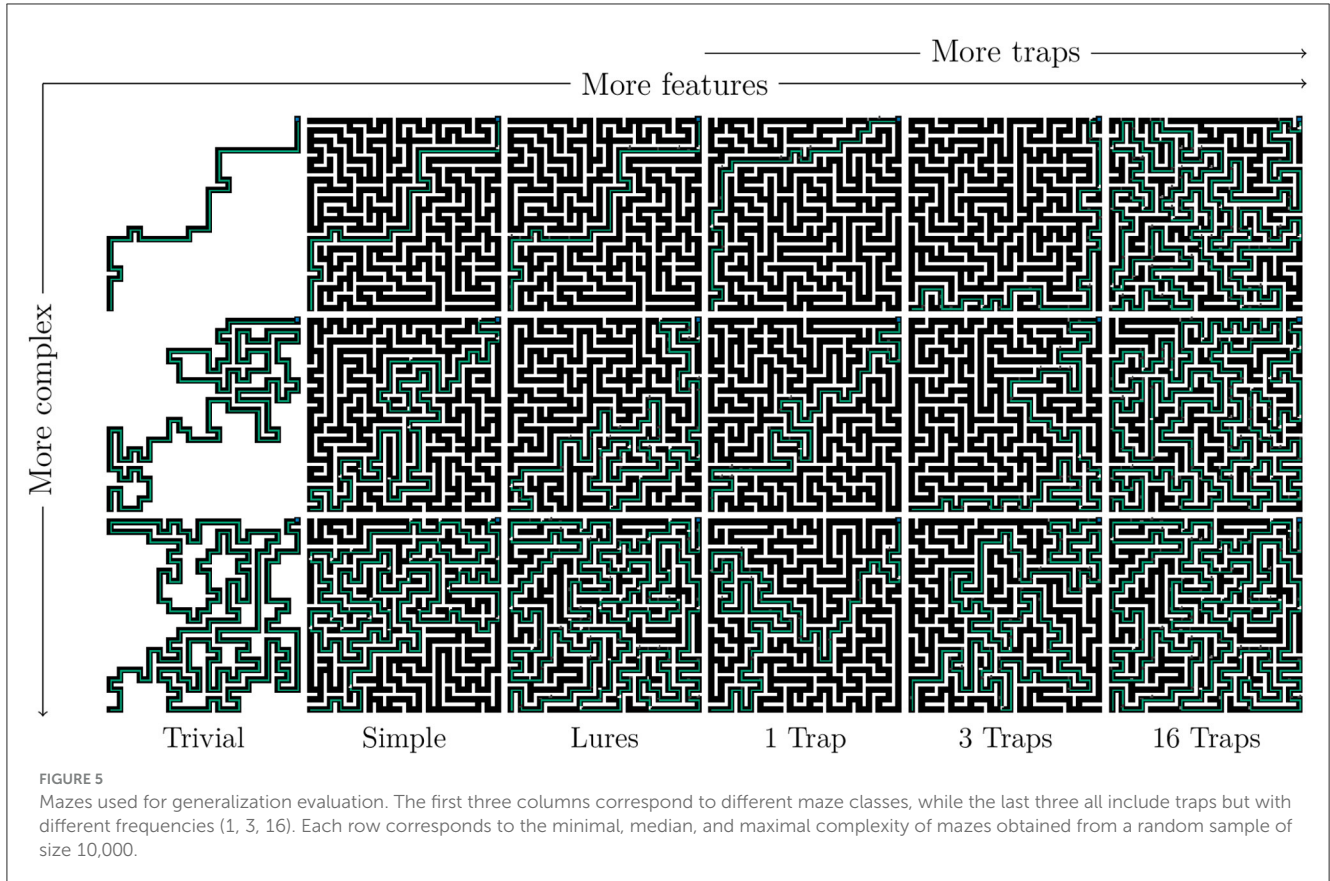 More traps
More features
More complex
Trivial
Simple
Lures
1 Trap
3 Traps
16 Traps
FIGURE 5
Mazes used for generalization evaluation. The first three columns correspond to different maze classes, while the last three all include traps but with
different frequencies (1, 3, 16). Each row corresponds to the minimal, median, and maximal complexity of mazes obtained from a random sample of
size 10,000.